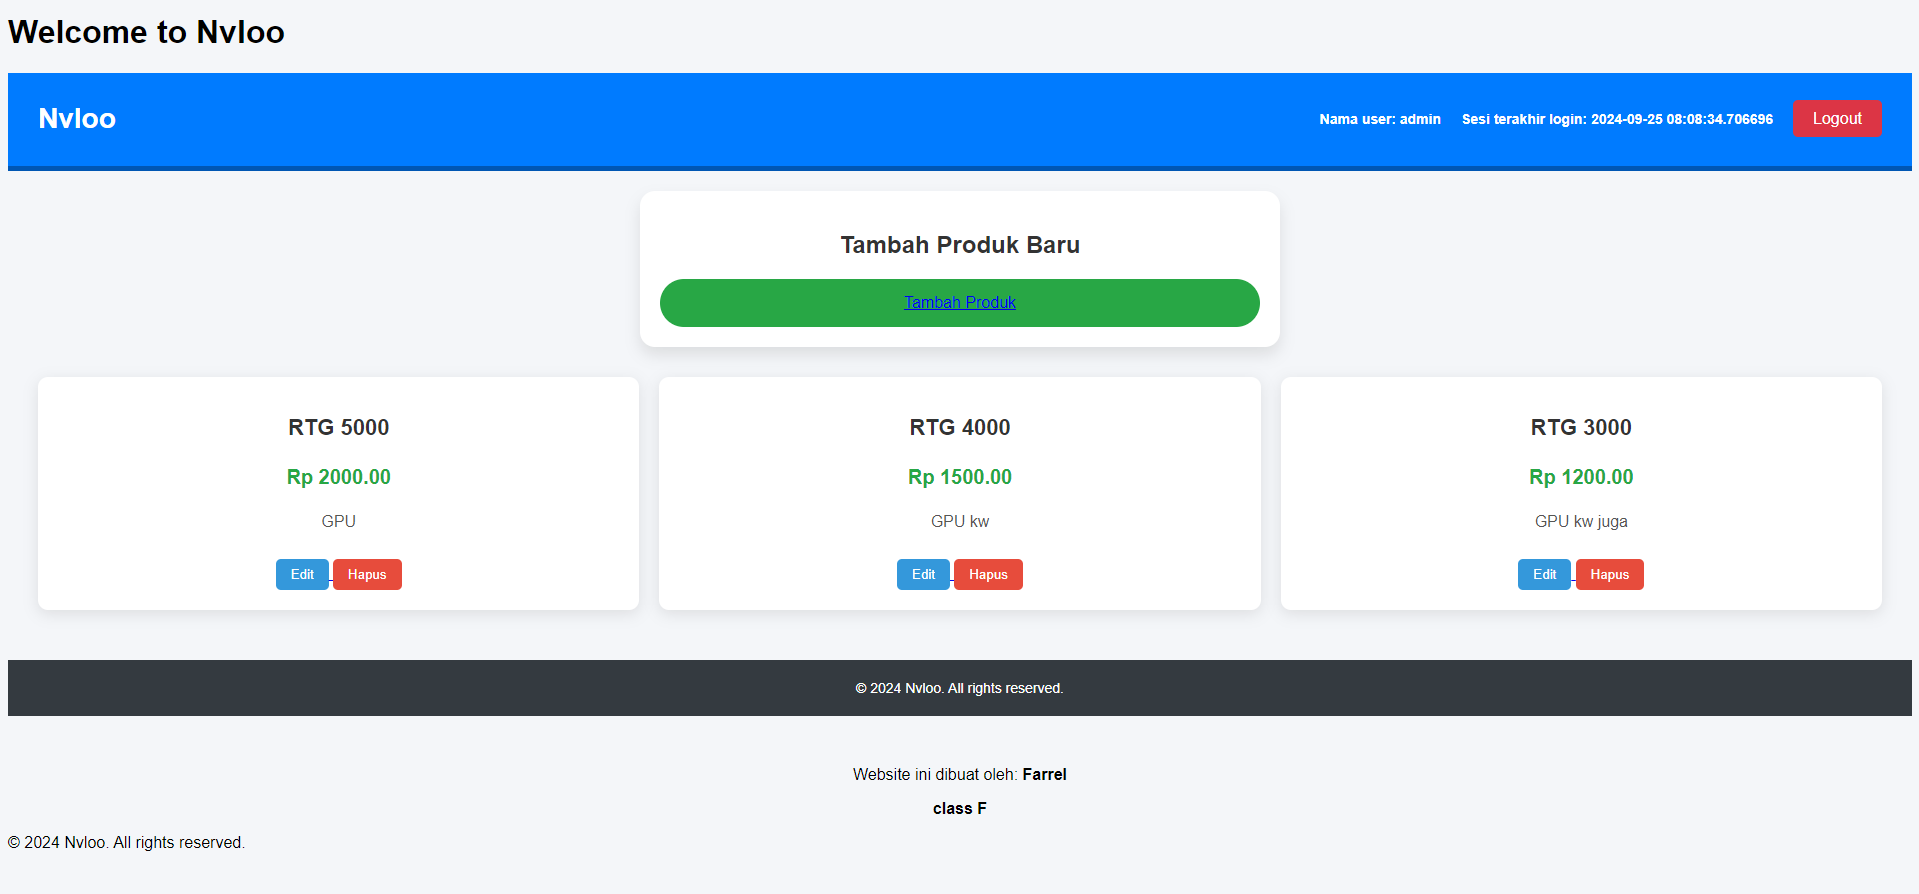 Welcome to Nvloo
Nvloo
Nama user: admin Sesi terakhir login: 2024-09-25 08:08:34.706696 Logout
Tambah Produk Baru
Tambah Produk
RTG 5000
Rp 2000.00
GPU
Edit Hapus
RTG 4000
Rp 1500.00
GPU kw
Edit Hapus
RTG 3000
Rp 1200.00
GPU kw juga
Edit Hapus
© 2024 Nvloo. All rights reserved.
Website ini dibuat oleh: Farrel
class F
© 2024 Nvloo. All rights reserved.